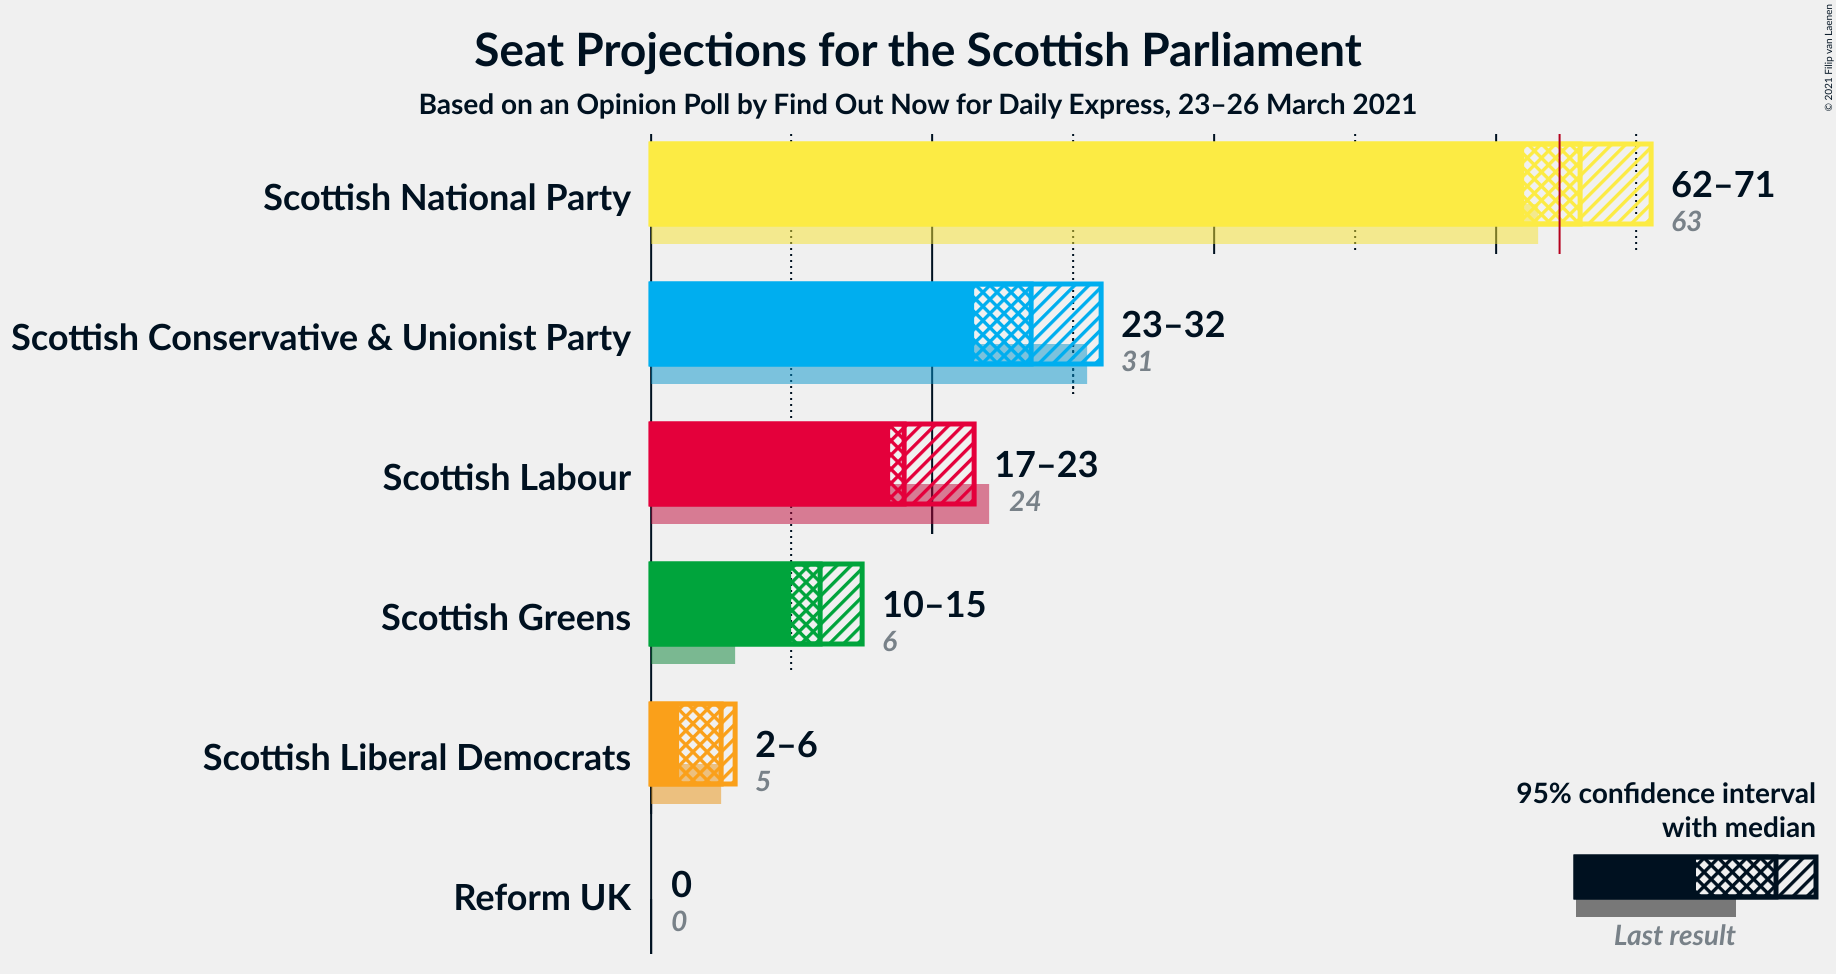 Seat Projections for the Scottish Parliament
Based on an Opinion Poll by Find Out Now for Daily Express, 23–26 March 2021
© 2021 Filip van Laenen
Scottish National Party
62–71
63
Scottish Conservative & Unionist Party
23–32
31
Scottish Labour
17–23
24
Scottish Greens
10–15
6
Scottish Liberal Democrats
2–6
5
Reform UK
0
0
95% confidence interval
with median
Last result